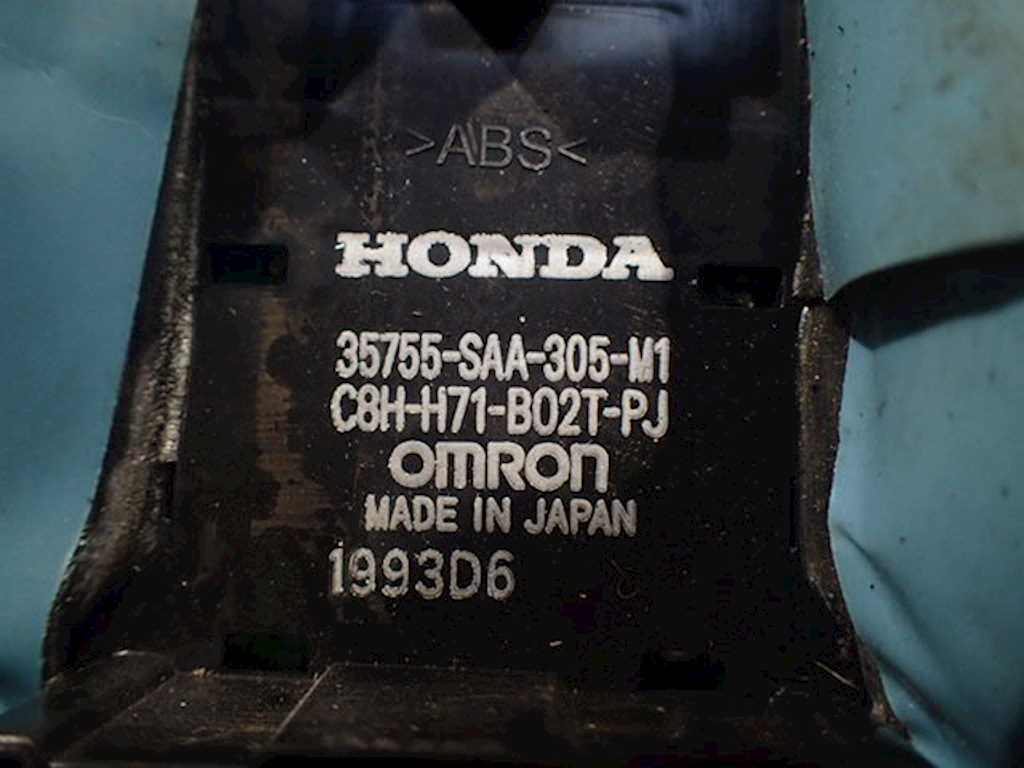 >ABS<
HONDA
35755-SAA-305-M1
C8H-H71-B02T-PJ
OMRON
MADE IN JAPAN
1993D6